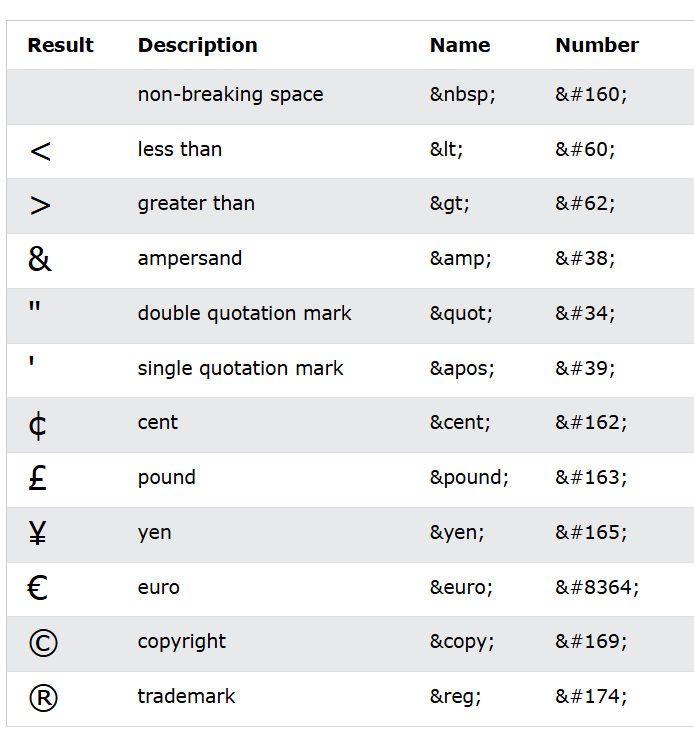 Result Description Name Number
non-breaking space &nbsp; &#160;
< less than &lt; &#60;
> greater than &gt; &#62;
& ampersand &amp; &#38;
" double quotation mark &quot; &#34;
' single quotation mark &apos; &#39;
¢ cent &cent; &#162;
£ pound &pound; &#163;
¥ yen &yen; &#165;
€ euro &euro; &#8364;
© copyright &copy; &#169;
® trademark &reg; &#174;